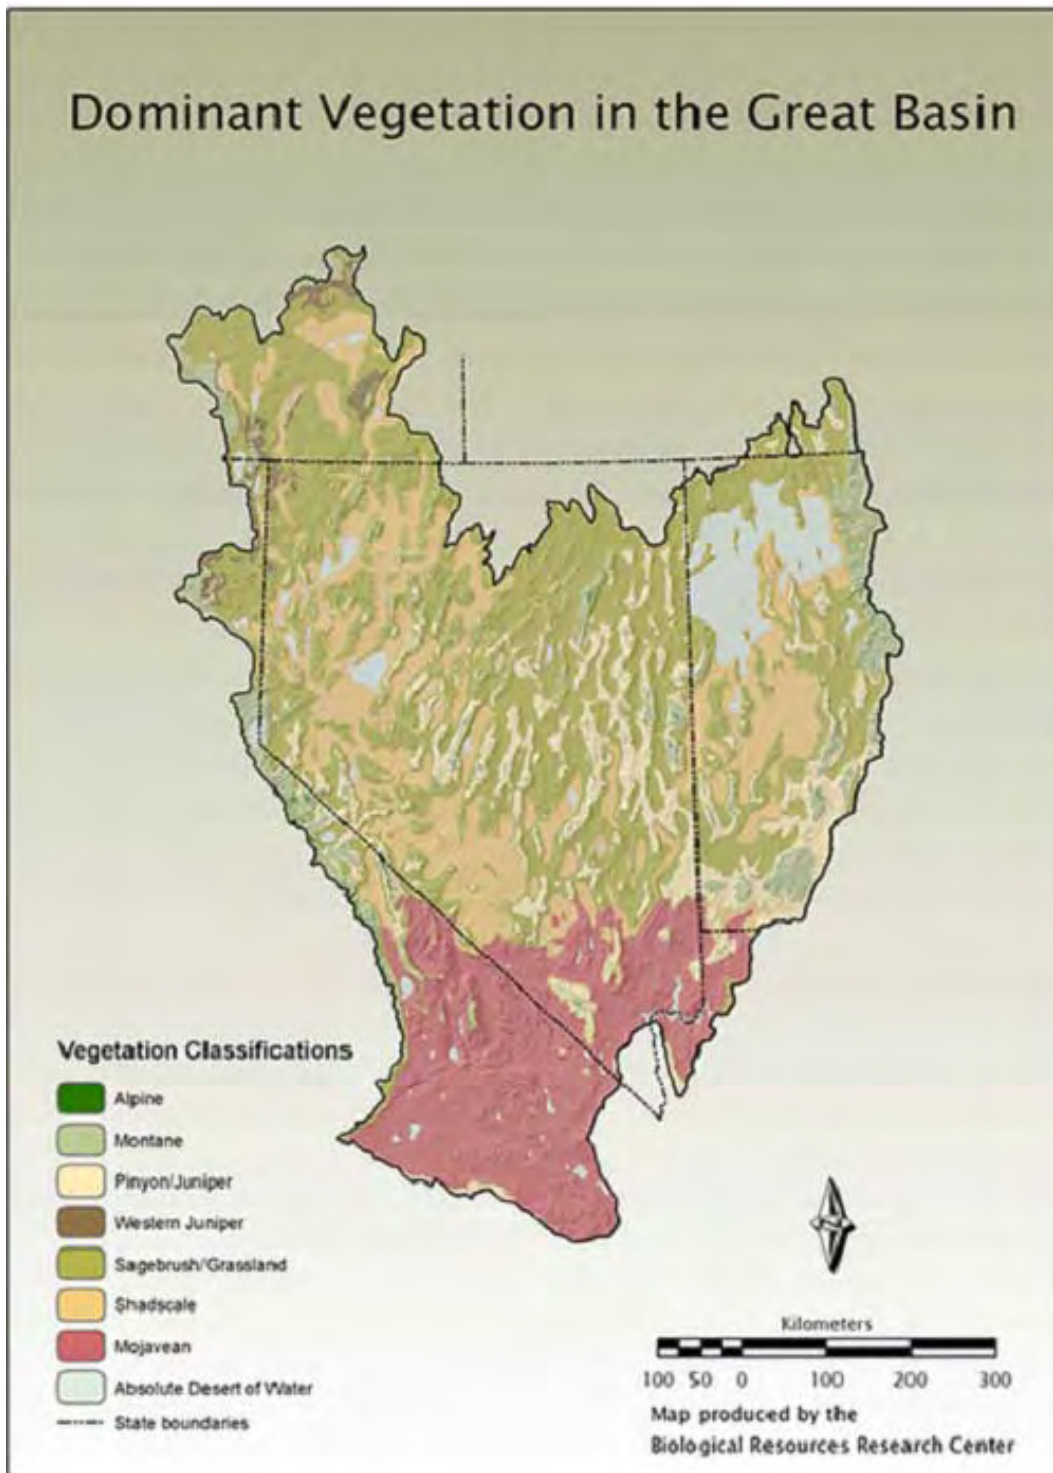 Dominant Vegetation in the Great Basin
Vegetation Classifications
Alpine
Montane
Pinyon/Juniper
Western Juniper
Sagebrush/Grassland
Shadscale
Mojavean
Absolute Desert of Water
State boundaries
N
Kilometers
100 50 0 100 200 300
Map produced by the
Biological Resources Research Center